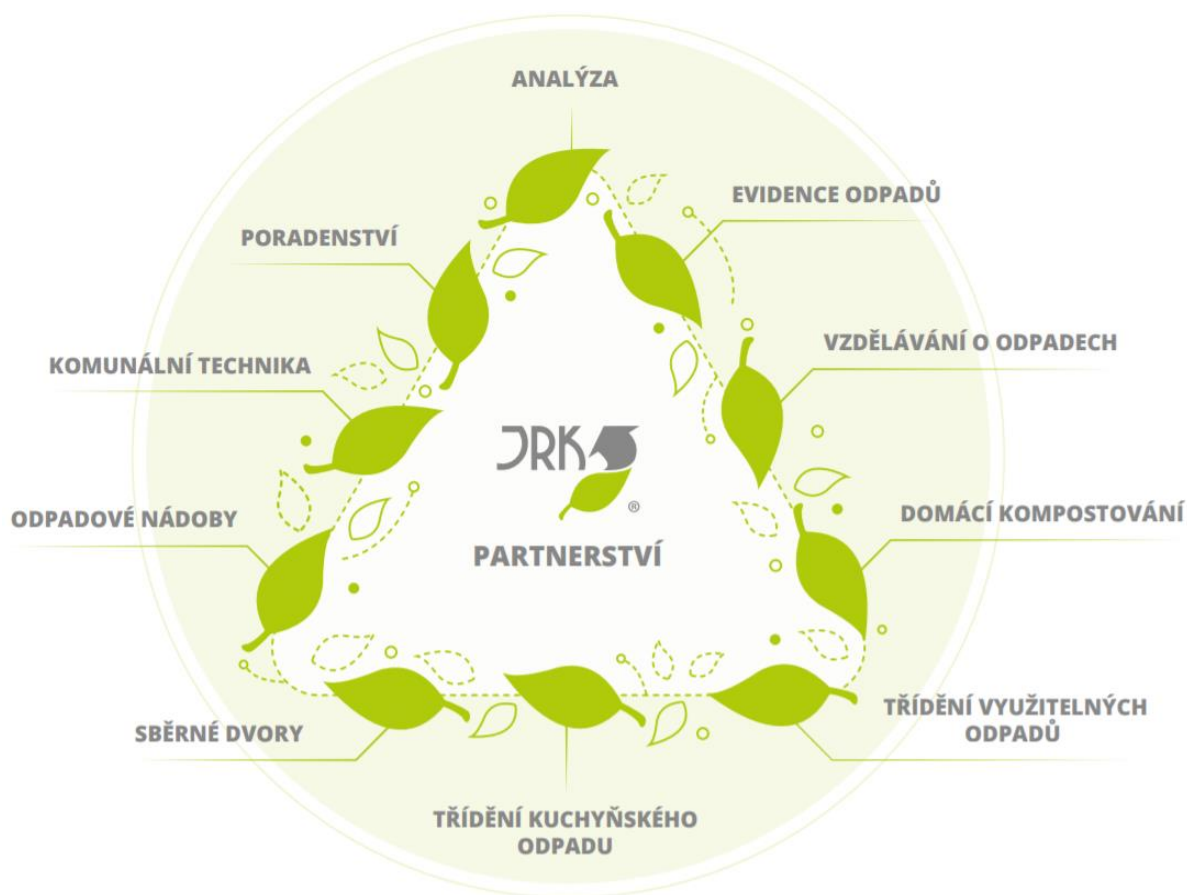 ANALÝZA
EVIDENCE ODPADŮ
PORADENSTVÍ
VZDĚLÁVÁNÍ O ODPADECH
KOMUNÁLNÍ TECHNIKA
JRK
®
DOMÁCÍ KOMPOSTOVÁNÍ
ODPADOVÉ NÁDOBY
PARTNERSTVÍ
TŘÍDĚNÍ VYUŽITELNÝCH
ODPADŮ
SBĚRNÉ DVORY
TŘÍDĚNÍ KUCHYŇSKÉHO
ODPADU